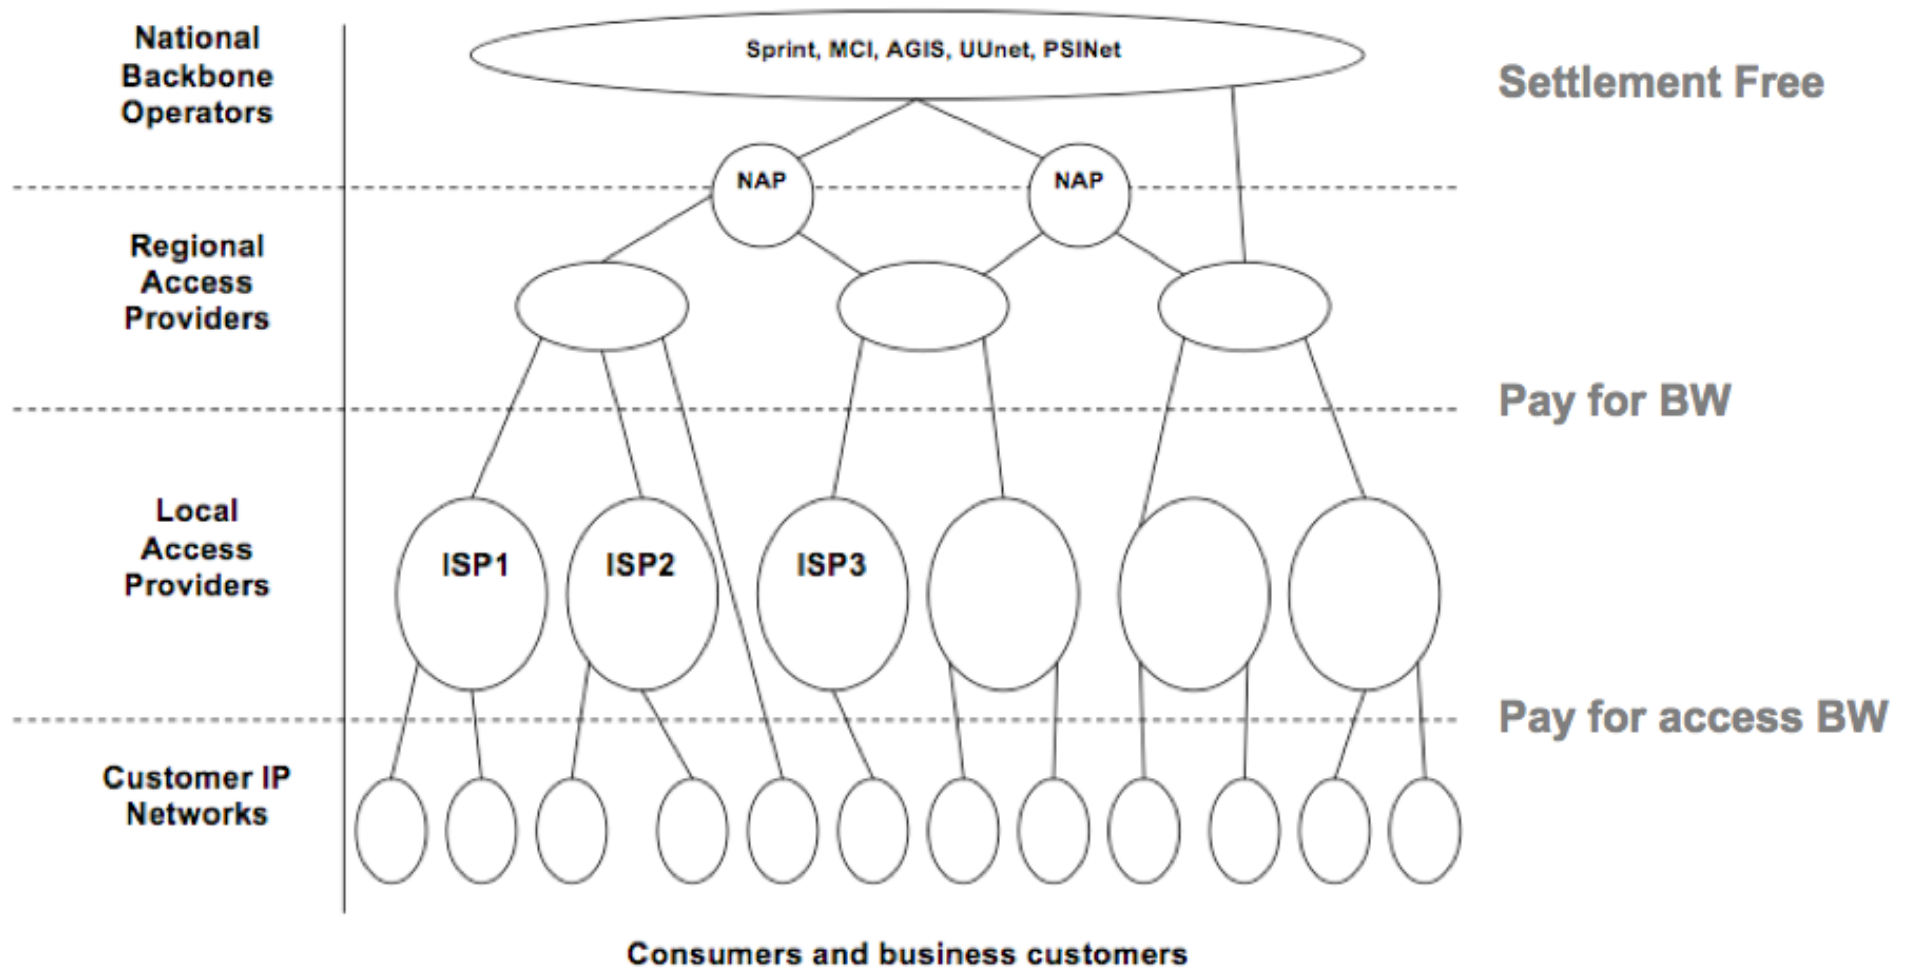 National
Backbone
Operators
Sprint, MCI, AGIS, UUnet, PSINet
Settlement Free
NAP
NAP
Regional
Access
Providers
Pay for BW
Local
Access
Providers
ISP1
ISP2
ISP3
Pay for access BW
Customer IP
Networks
Consumers and business customers